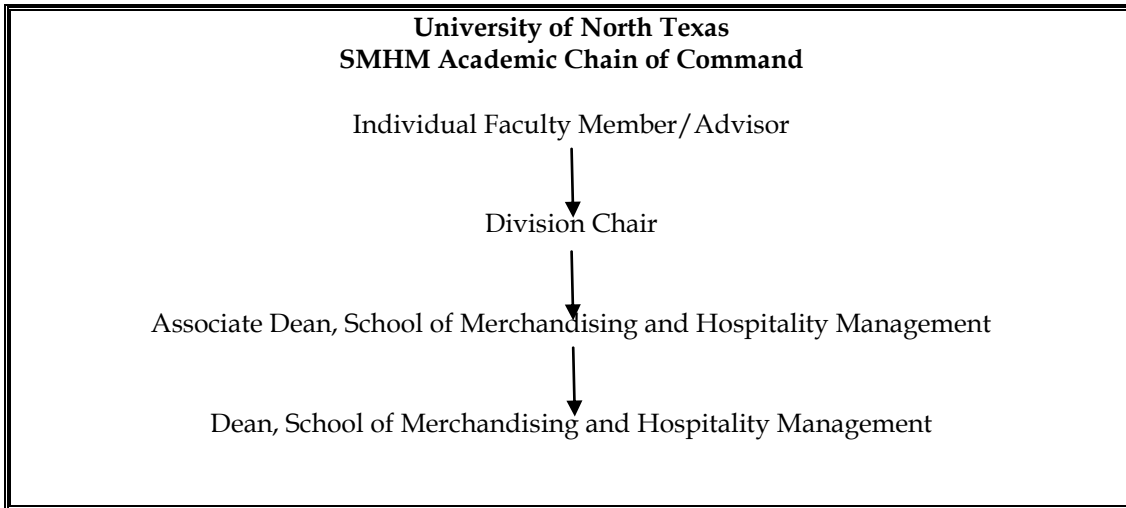 University of North Texas
SMHM Academic Chain of Command
Individual Faculty Member/Advisor
Division Chair
Associate Dean, School of Merchandising and Hospitality Management
Dean, School of Merchandising and Hospitality Management